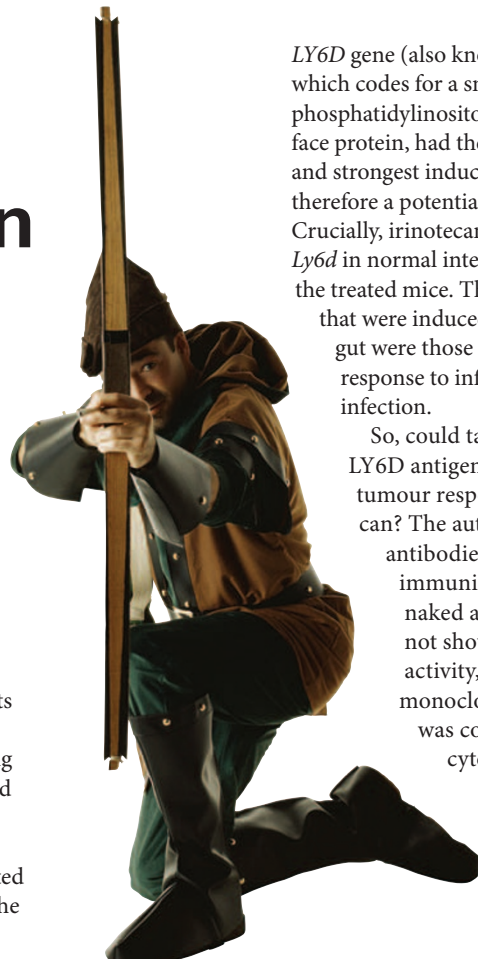 n
ts
g
d
ed
he
LY6D gene (also kno
which codes for a sm
phosphatidylinosito
face protein, had the
and strongest induc
therefore a potentia
Crucially, irinotecan
Ly6d in normal inte
the treated mice. Th
that were induced
gut were those
response to inf
infection.
So, could ta
LY6D antigen
tumour resp
can? The aut
antibodie
immuni
naked a
not show
activity,
monoclo
was co
cyto